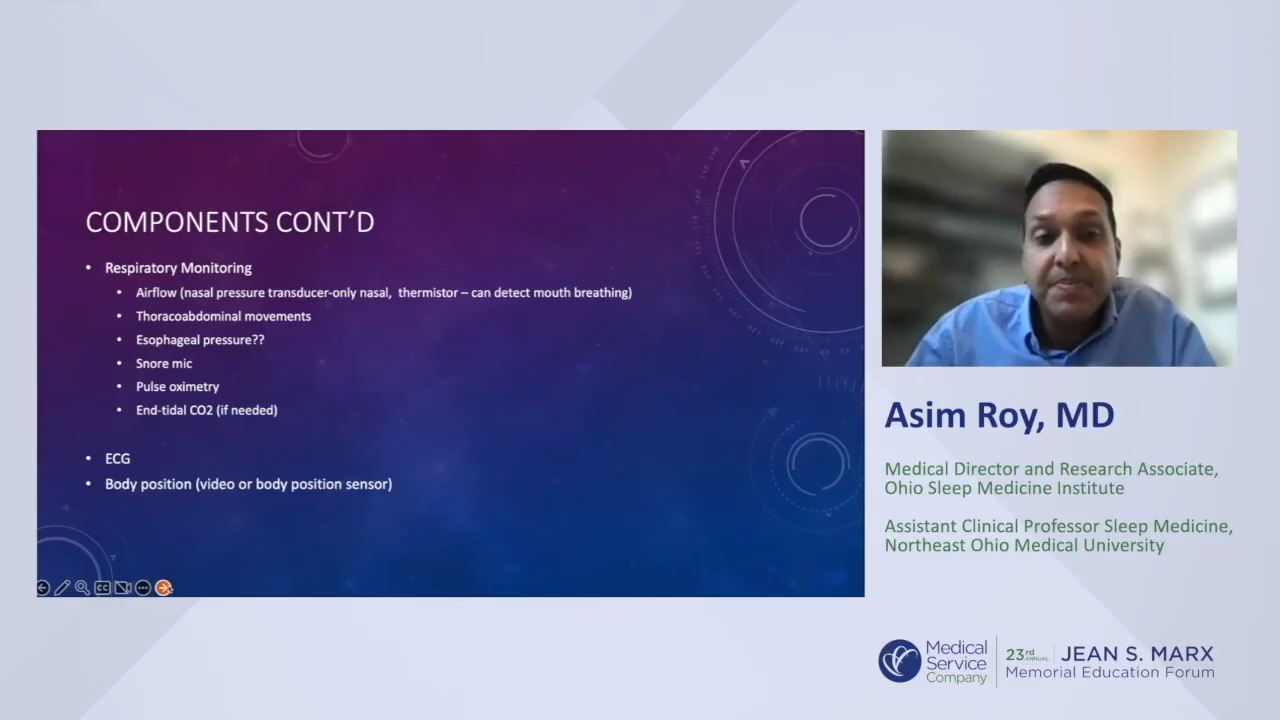 COMPONENTS CONT'D
• Respiratory Monitoring
• Airflow (nasal pressure transducer-only nasal, thermistor – can detect mouth breathing)
• Thoracoabdominal movements
• Esophageal pressure??
• Snore mic
• Pulse oximetry
• End-tidal CO2 (if needed)
• ECG
• Body position (video or body position sensor)
CC
Asim Roy, MD
Medical Director and Research Associate,
Ohio Sleep Medicine Institute
Assistant Clinical Professor Sleep Medicine,
Northeast Ohio Medical University
Medical
Service
Company
23rd ANNUAL JEAN S. MARX
Memorial Education Forum